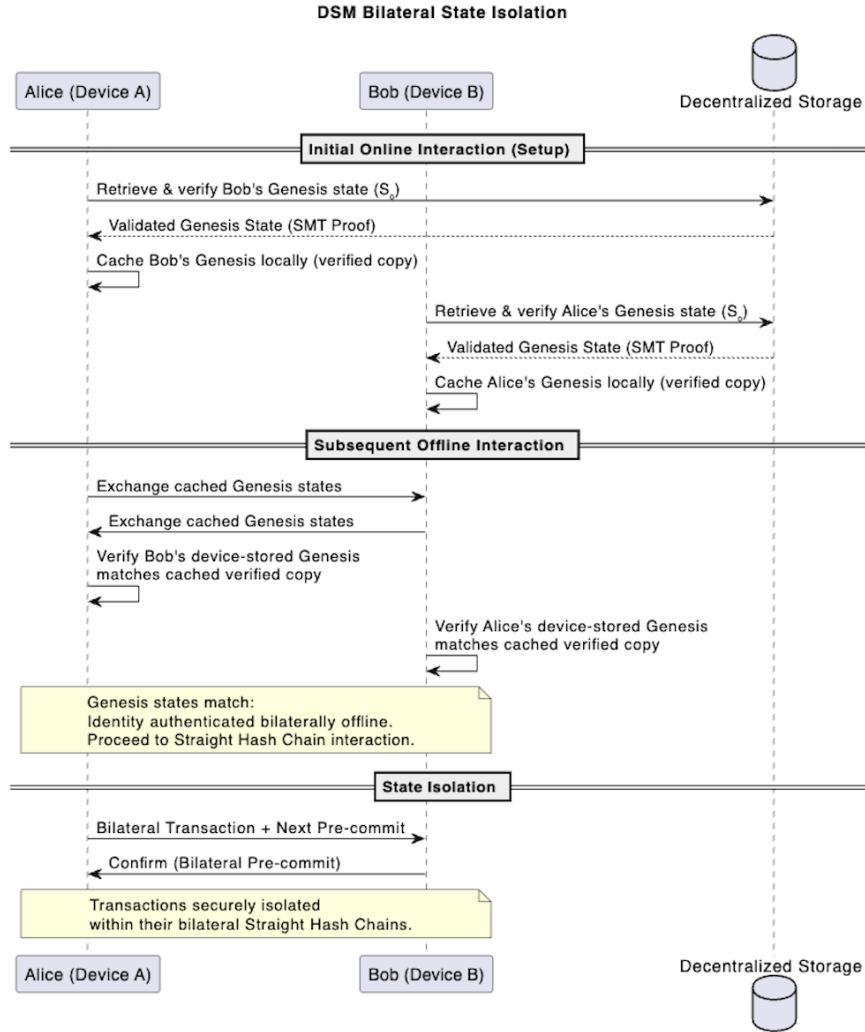 DSM Bilateral State Isolation
Alice (Device A)
Bob (Device B)
Decentralized Storage
Initial Online Interaction (Setup)
Retrieve & verify Bob's Genesis state (S₀)
Validated Genesis State (SMT Proof)
Cache Bob's Genesis locally (verified copy)
Retrieve & verify Alice's Genesis state (S₀)
Validated Genesis State (SMT Proof)
Cache Alice's Genesis locally (verified copy)
Subsequent Offline Interaction
Exchange cached Genesis states
Exchange cached Genesis states
Verify Bob's device-stored Genesis
matches cached verified copy
Verify Alice's device-stored Genesis
matches cached verified copy
Genesis states match:
Identity authenticated bilaterally offline.
Proceed to Straight Hash Chain interaction.
State Isolation
Bilateral Transaction + Next Pre-commit
Confirm (Bilateral Pre-commit)
Transactions securely isolated
within their bilateral Straight Hash Chains.
Alice (Device A)
Bob (Device B)
Decentralized Storage